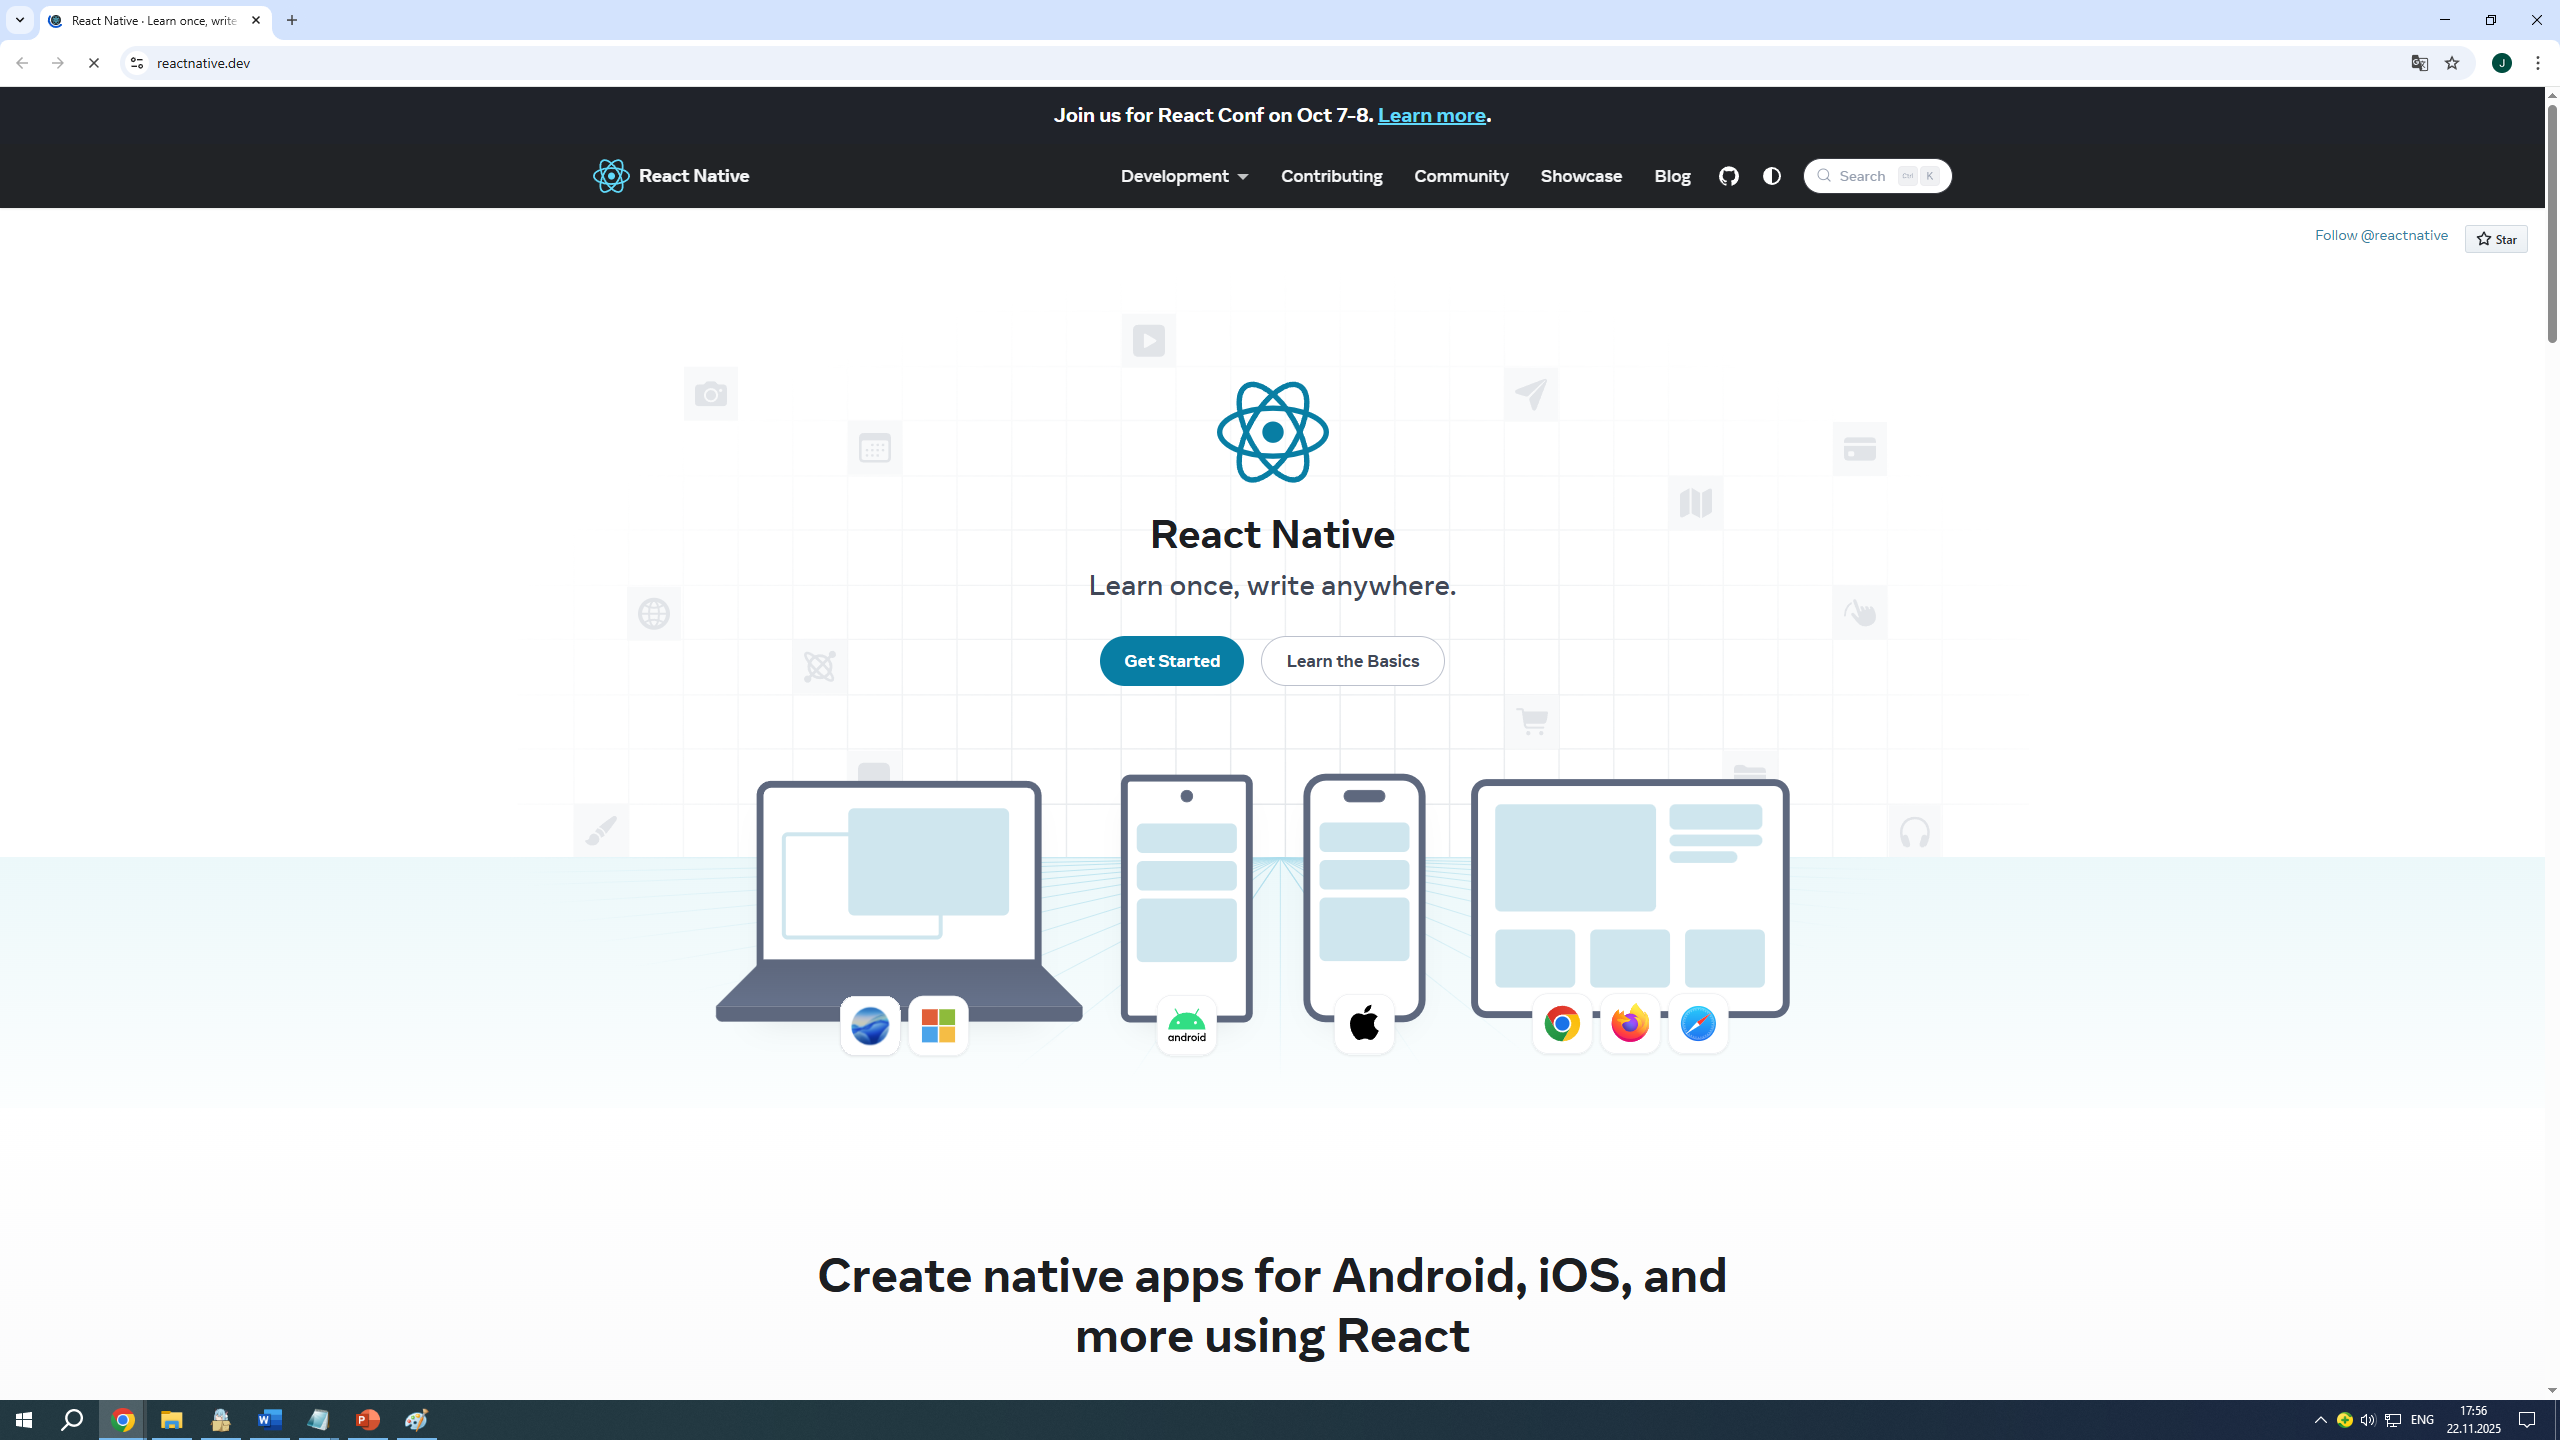 React Native · Learn once, write
reactnative.dev
J
Join us for React Conf on Oct 7-8. Learn more.
React Native
Development
Contributing
Community
Showcase
Blog
Search
Ctrl
K
Follow @reactnative
Star
React Native
Learn once, write anywhere.
Get Started
Learn the Basics
android
Create native apps for Android, iOS, and
more using React
ENG
17:56
22.11.2025